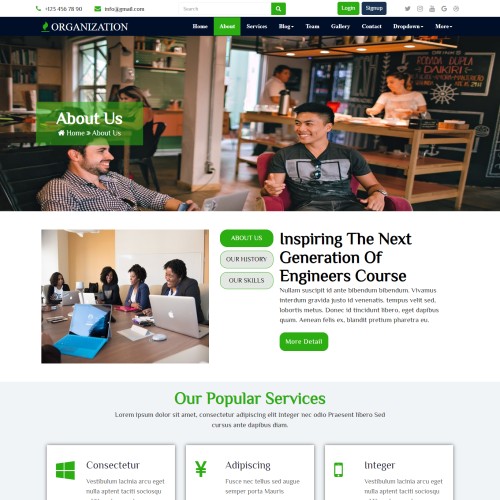 +125 456 78 90
info@gmail.com
Search
Login
Signup
ORGANIZATION
Home
About
Services
Blog
Team
Gallery
Contact
Dropdown
More
ROBADA DUPLA
DAIKIRI
About Us
Home » About Us
ABOUT US
OUR HISTORY
OUR SKILLS
Inspiring The Next
Generation Of
Engineers Course
Nullam suscipit id ante bibendum bibendum. Vivamus
interdum gravida justo id venenatis. tempus velit sed,
lobortis metus. Donec id tincidunt libero, eget dapibus
quam. Aenean felis ex, blandit pretium pharetra eu.
More Detail
Our Popular Services
Lorem ipsum dolor sit amet, consectetur adipiscing elit Integer nec odio Praesent libero Sed
cursus ante dapibus diam.
Consectetur
Vestibulum lacinia arcu eget
nulla aptent taciti sociosqu
Adipiscing
Fusce nec tellus sed augue
semper porta Mauris
Integer
Vestibulum lacinia arcu eget
nulla aptent taciti sociosqu